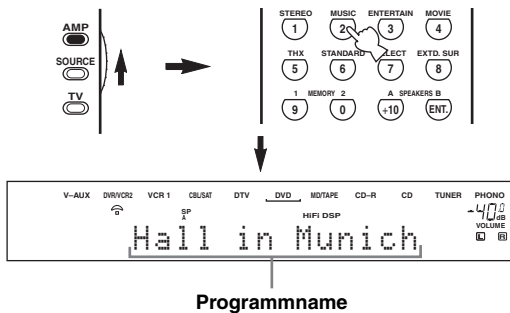 AMP
SOURCE
TV
STEREO MUSIC ENTERTAIN MOVIE
1 2 3 4
THX STANDARD SELECT EXTD. SUR
5 6 7 8
1 MEMORY 2 A SPEAKERS B
9 0 +10 ENT.
V-AUX DVR/VCR2 VCR 1 CBL/SAT DTV DVD MD/TAPE CD-R CD TUNER PHONO
SP
A
HiFi DSP
-40.0 dB
VOLUME
L R
Hall in Munich
Programmname